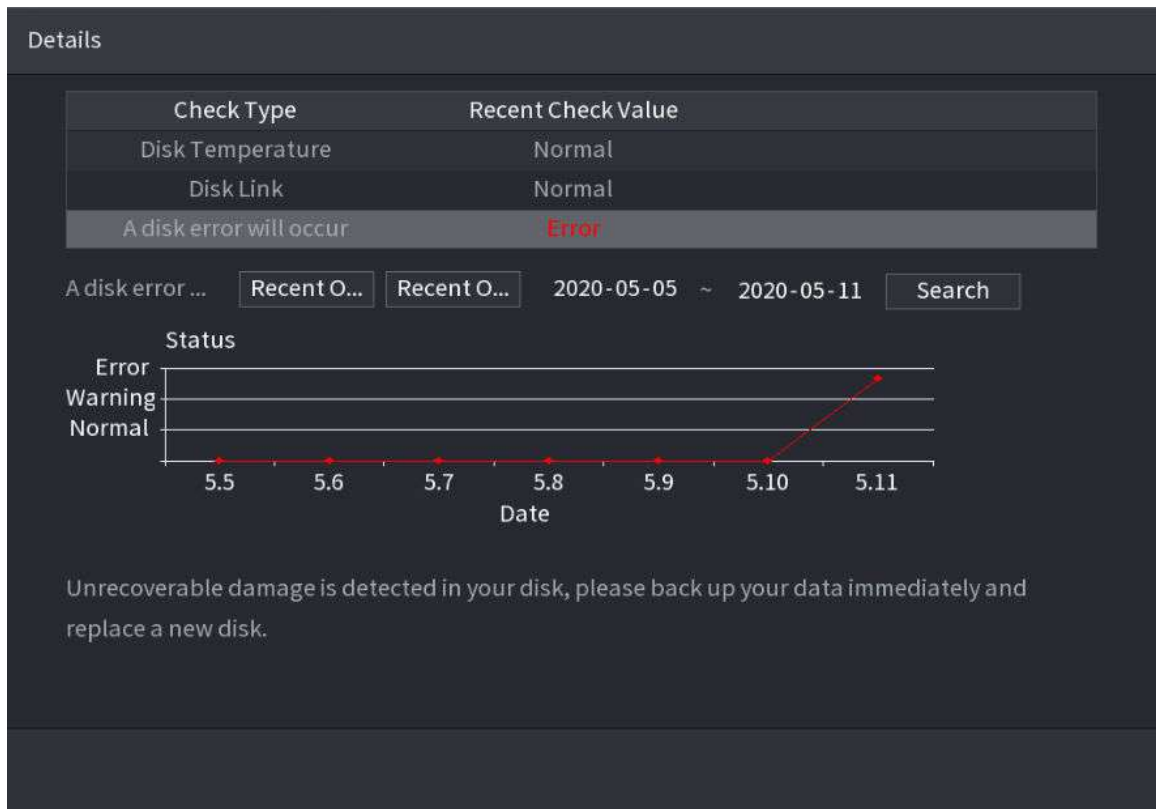 Details
Check Type Recent Check Value
Disk Temperature Normal
Disk Link Normal
A disk error will occur Error
A disk error ... Recent O... Recent O... 2020-05-05 ~ 2020-05-11 Search
Status
Error
Warning
Normal
5.5 5.6 5.7 5.8 5.9 5.10 5.11
Date
Unrecoverable damage is detected in your disk, please back up your data immediately and
replace a new disk.